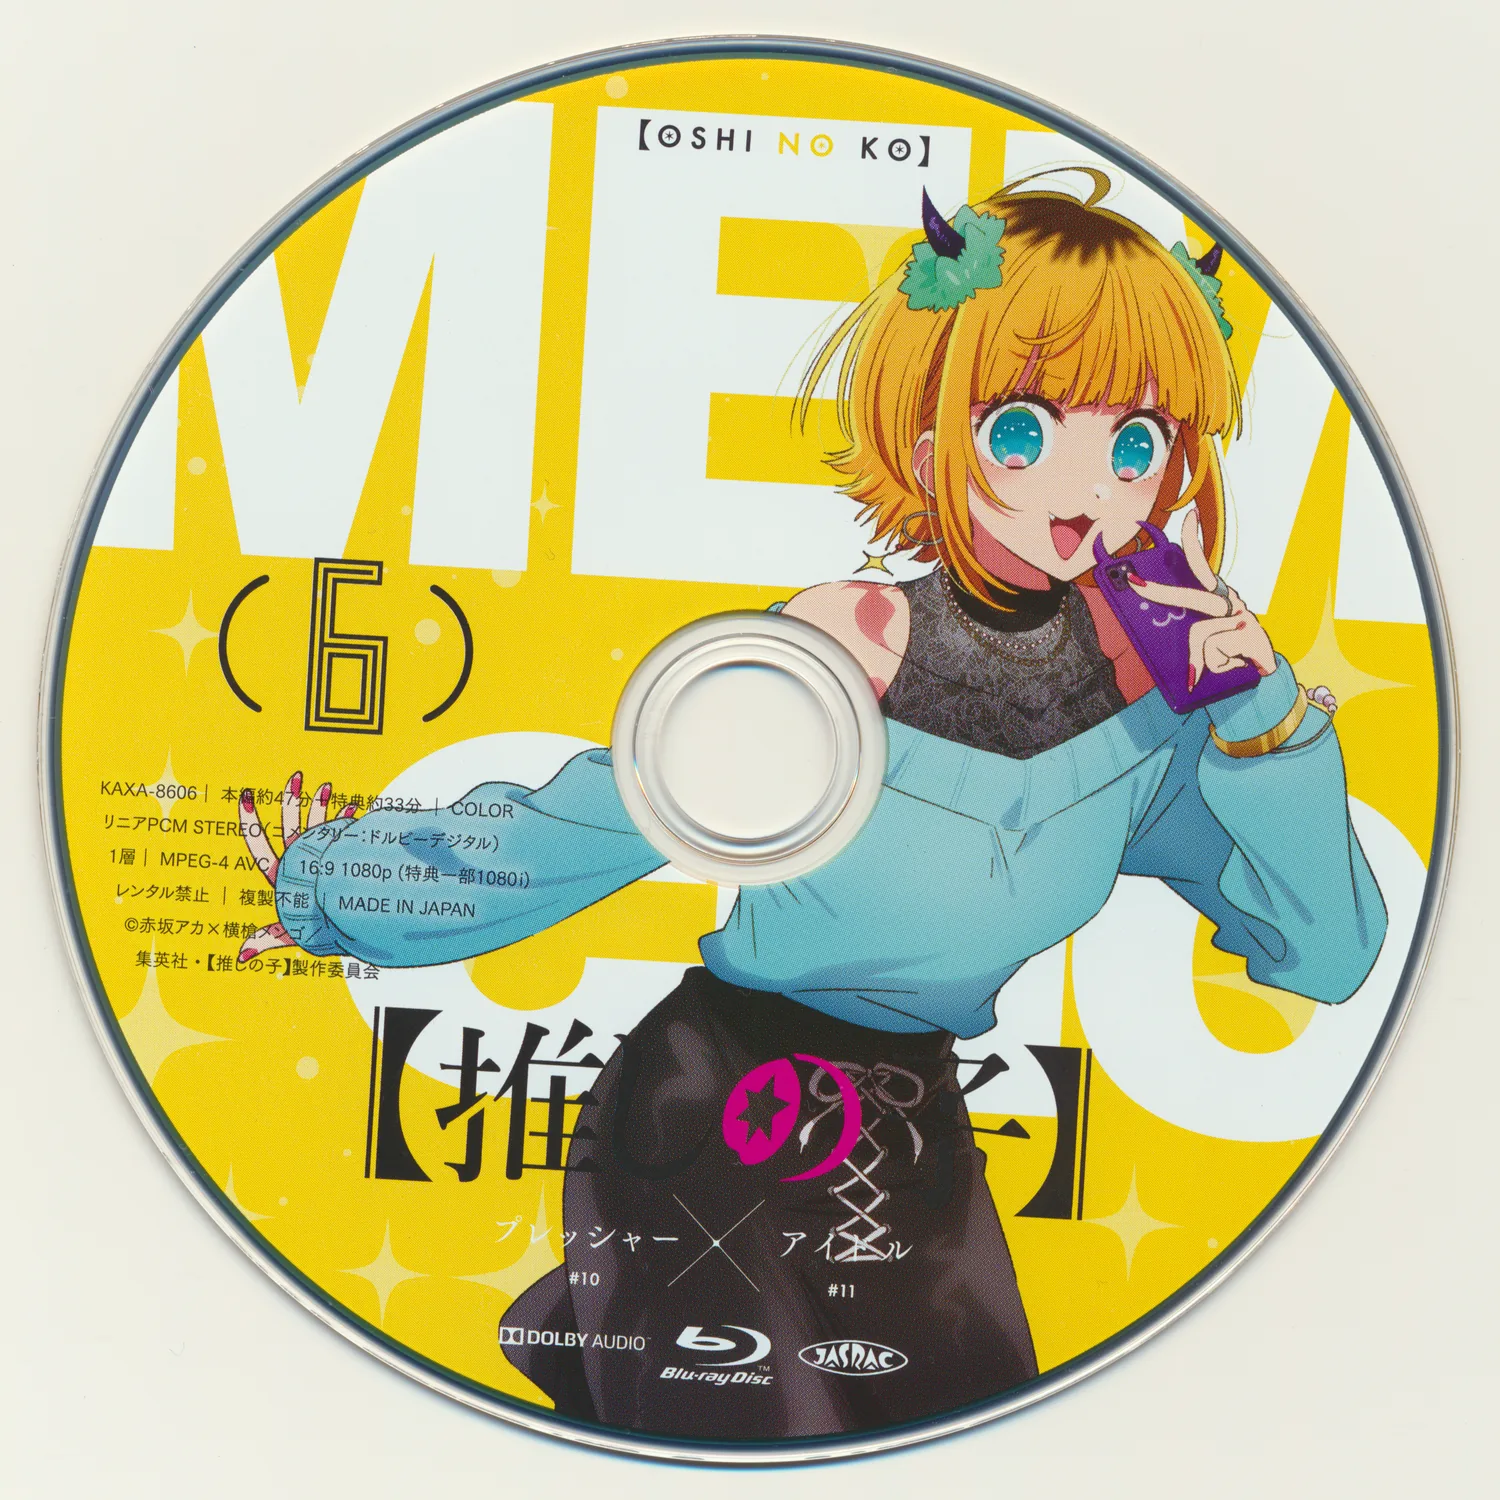 【OSHI NO KO】
MEM
CHO
(6)
KAXA-8606| 本編約47分+特典約33分 | COLOR
リニアPCM STEREO(コメンタリー:ドルビーデジタル)
1層| MPEG-4 AVC | 16:9 1080p (特典一部1080i)
レンタル禁止 | 複製不能 | MADE IN JAPAN
©赤坂アカ×横槍メンゴ/
集英社・【推しの子】製作委員会
【推しの子】
プレッシャー × アイドル
#10 #11
DOLBY AUDIO™ Blu-ray Disc™ JASRAC